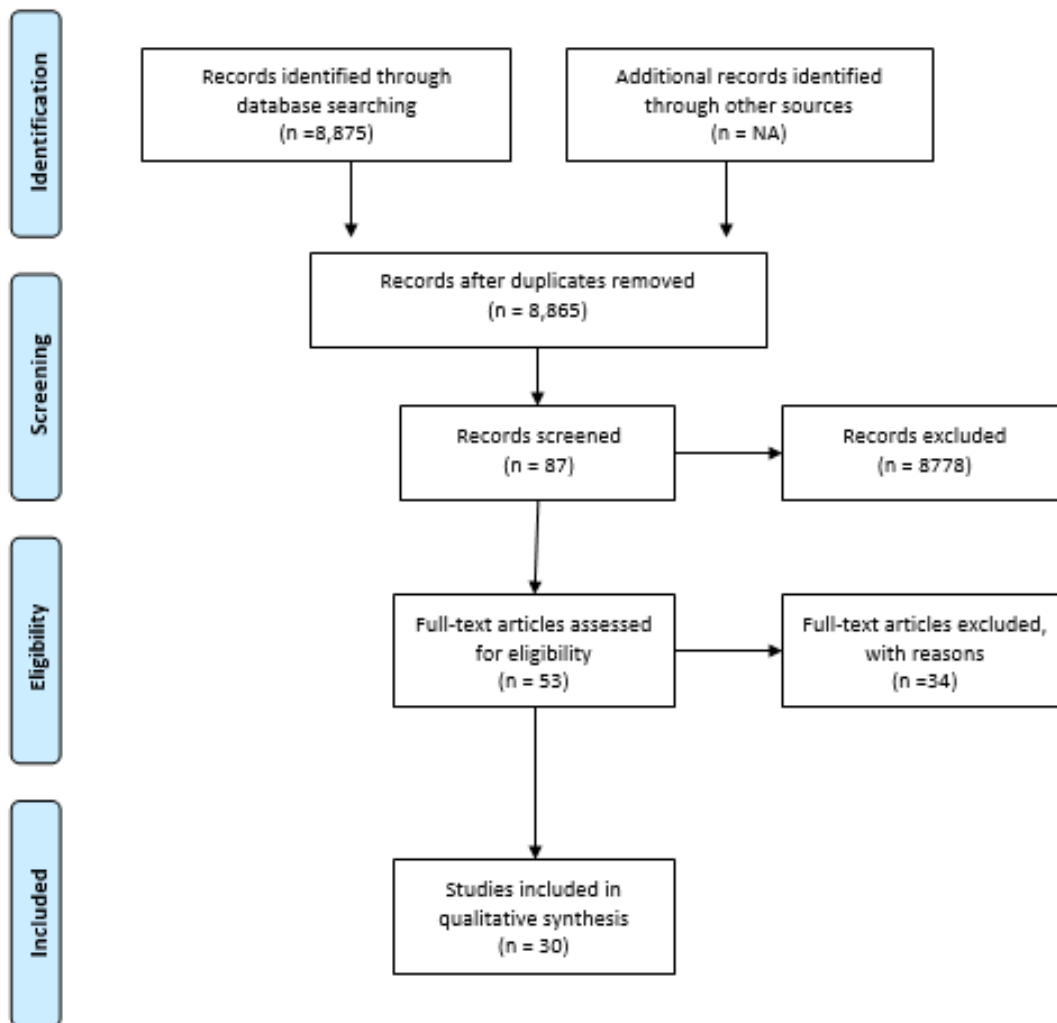 Identification
Records identified through
database searching
(n =8,875)
Additional records identified
through other sources
(n = NA)
Screening
Records after duplicates removed
(n = 8,865)
Records screened
(n = 87)
Records excluded
(n = 8778)
Eligibility
Full-text articles assessed
for eligibility
(n = 53)
Full-text articles excluded,
with reasons
(n =34)
Included
Studies included in
qualitative synthesis
(n = 30)